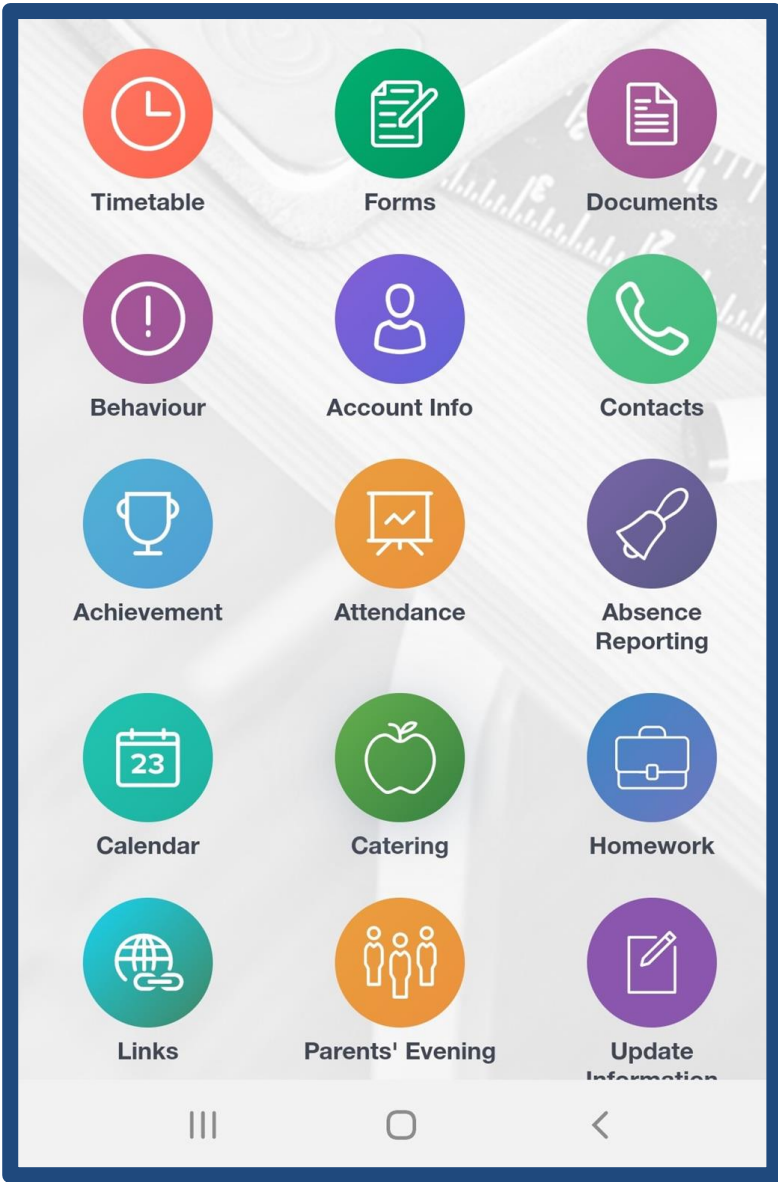 Timetable
Forms
Documents
Behaviour
Account Info
Contacts
Achievement
Attendance
Absence
Reporting
23
Calendar
Catering
Homework
Links
Parents' Evening
Update
Information